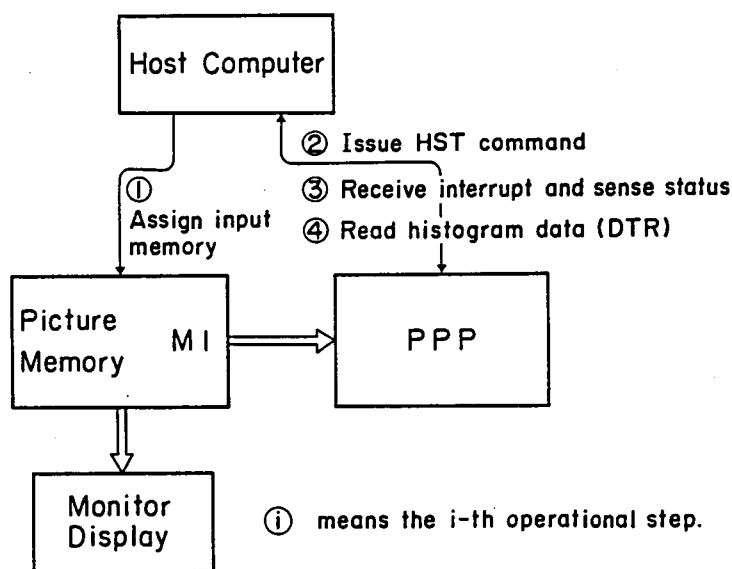 Host Computer
② Issue HST command
① 
③ Receive interrupt and sense status
Assign input
memory
④ Read histogram data (DTR)
Picture
Memory
M1
PPP
Monitor
Display
ⓘ means the i-th operational step.